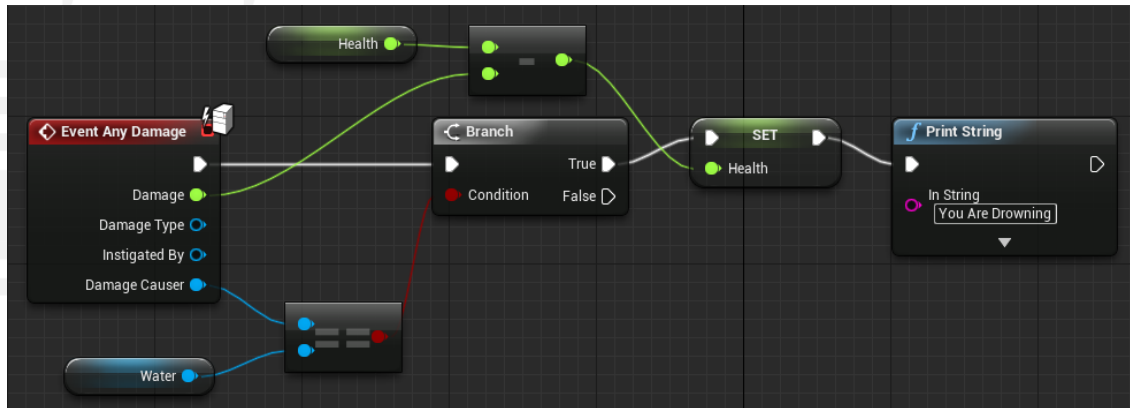 Health
Event Any Damage
Damage
Damage Type
Instigated By
Damage Causer
Water
Branch
True
Condition
False
SET
Health
Print String
In String
You Are Drowning